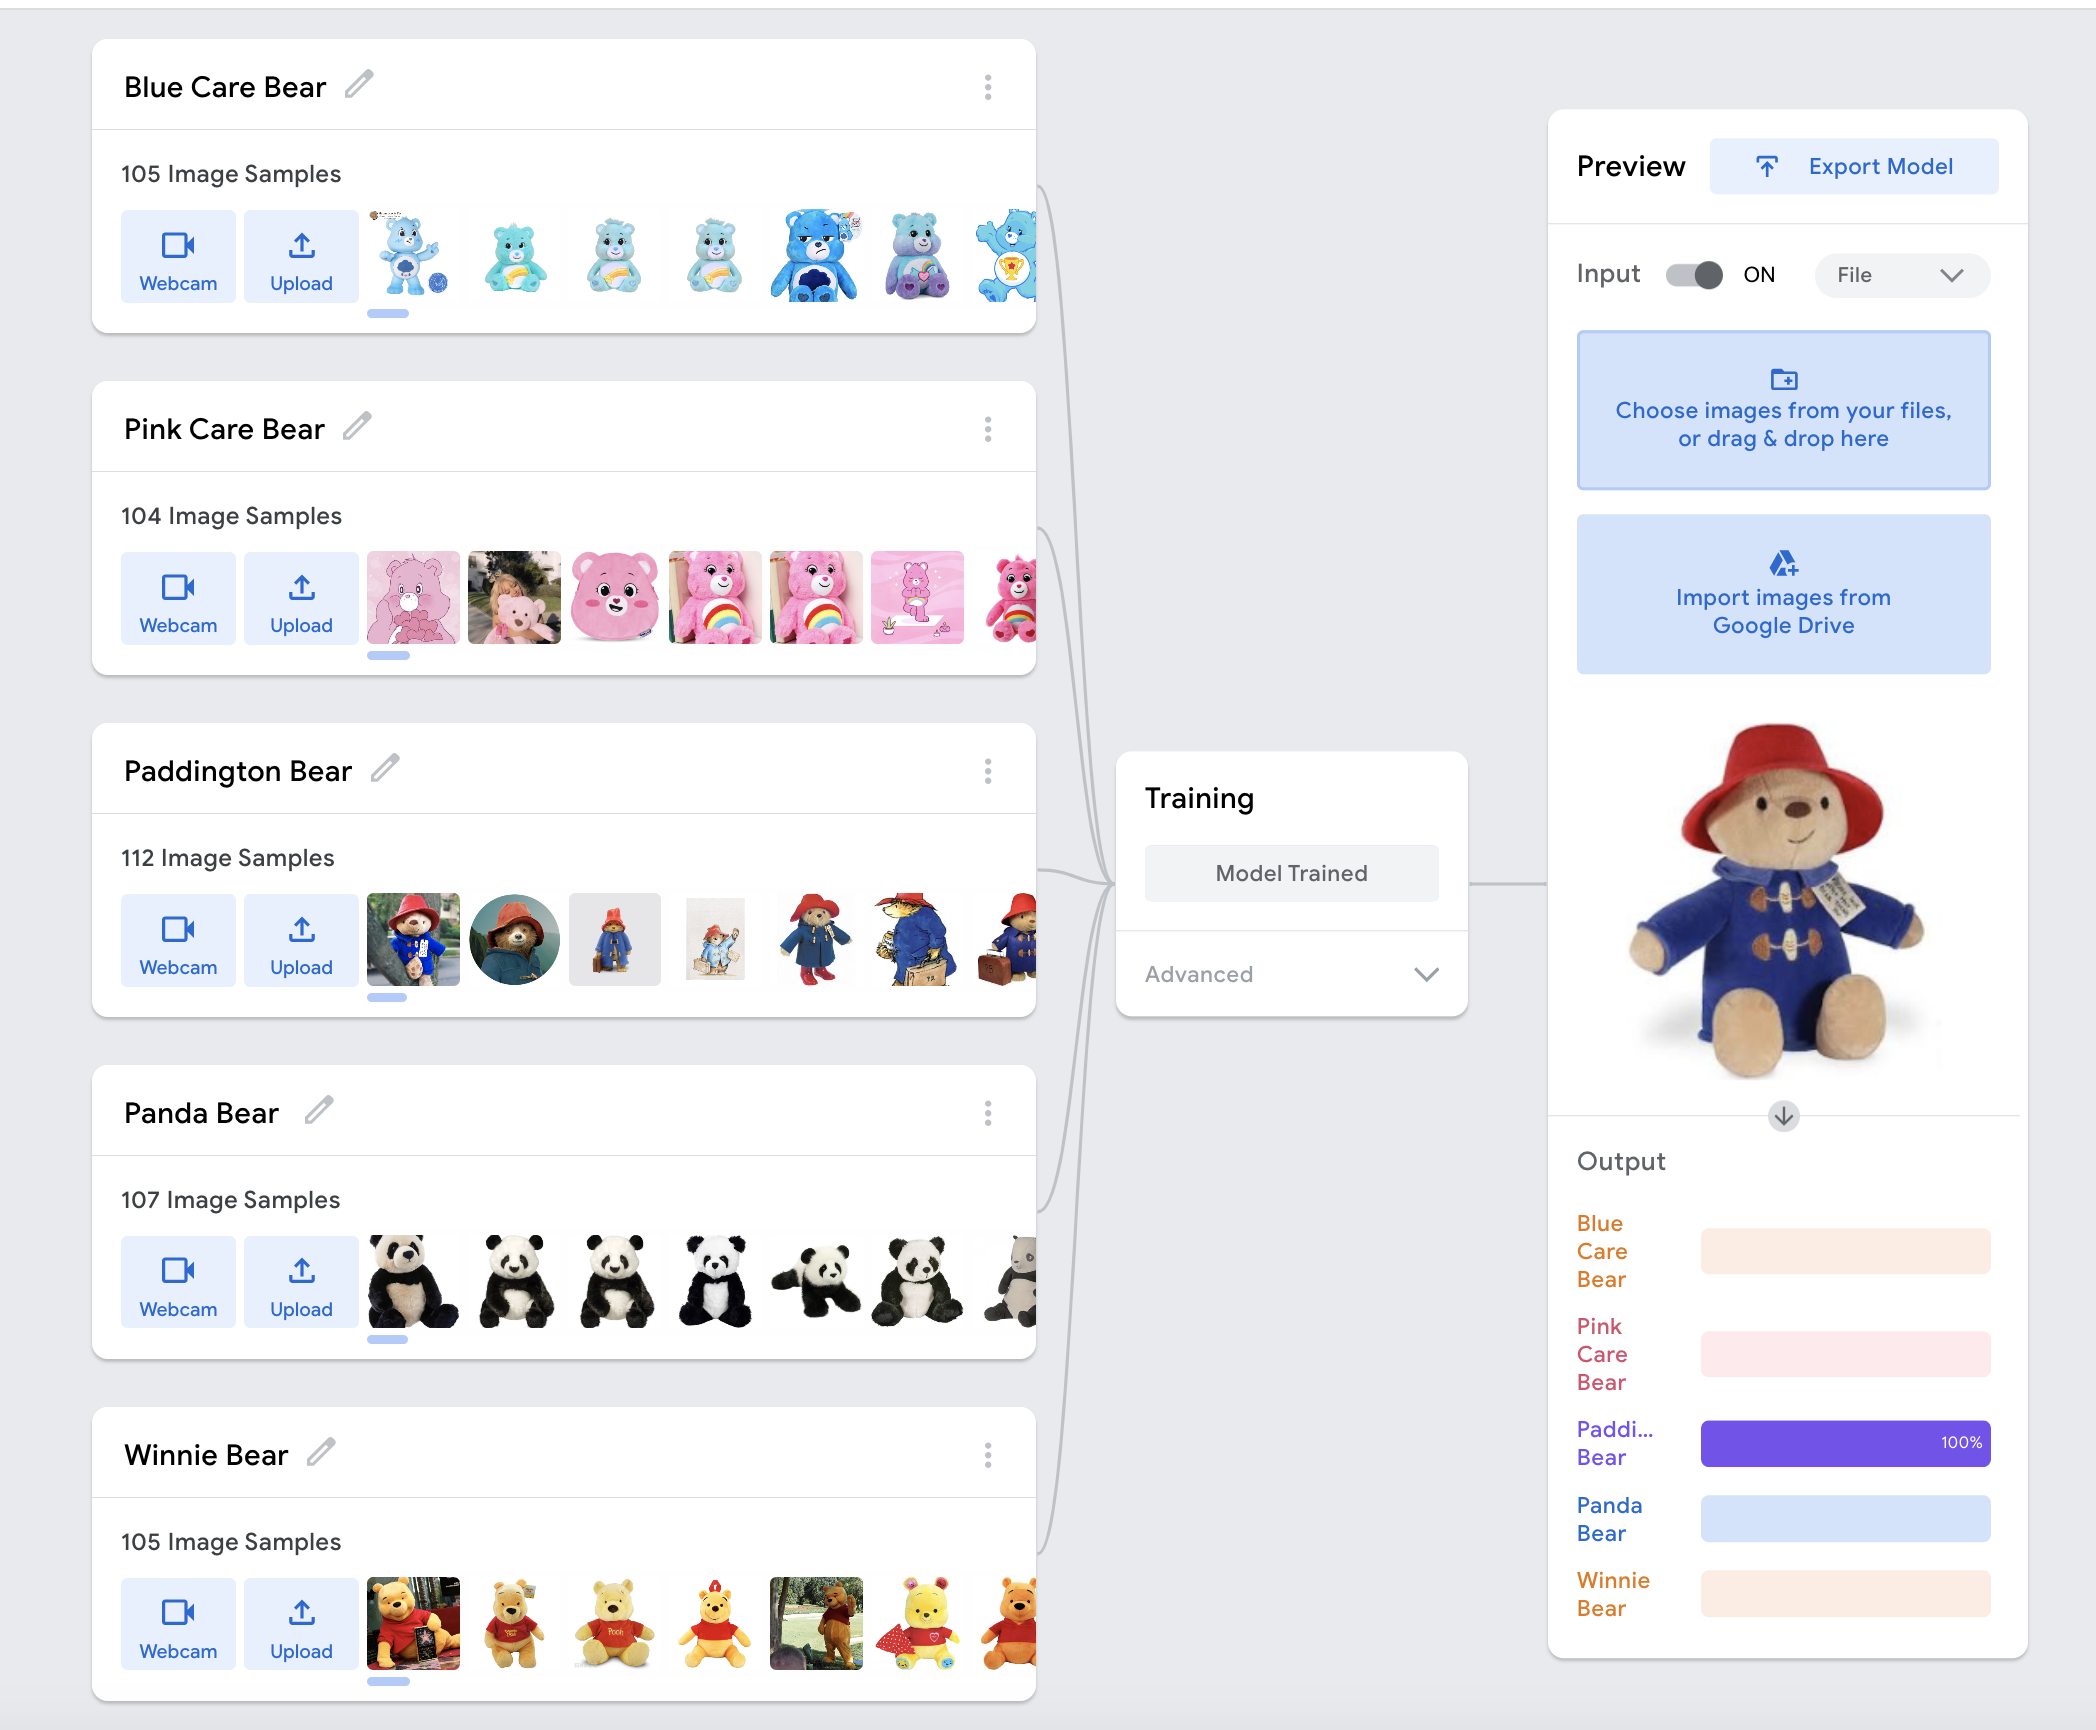 Blue Care Bear
105 Image Samples
Webcam
Upload
Pink Care Bear
104 Image Samples
Webcam
Upload
Paddington Bear
112 Image Samples
Webcam
Upload
Panda Bear
107 Image Samples
Webcam
Upload
Winnie Bear
105 Image Samples
Webcam
Upload
Pooh
Training
Model Trained
Advanced
Preview
Export Model
Input
ON
File
Choose images from your files,
or drag & drop here
Import images from
Google Drive
Output
Blue
Care
Bear
Pink
Care
Bear
Paddi...
Bear
100%
Panda
Bear
Winnie
Bear